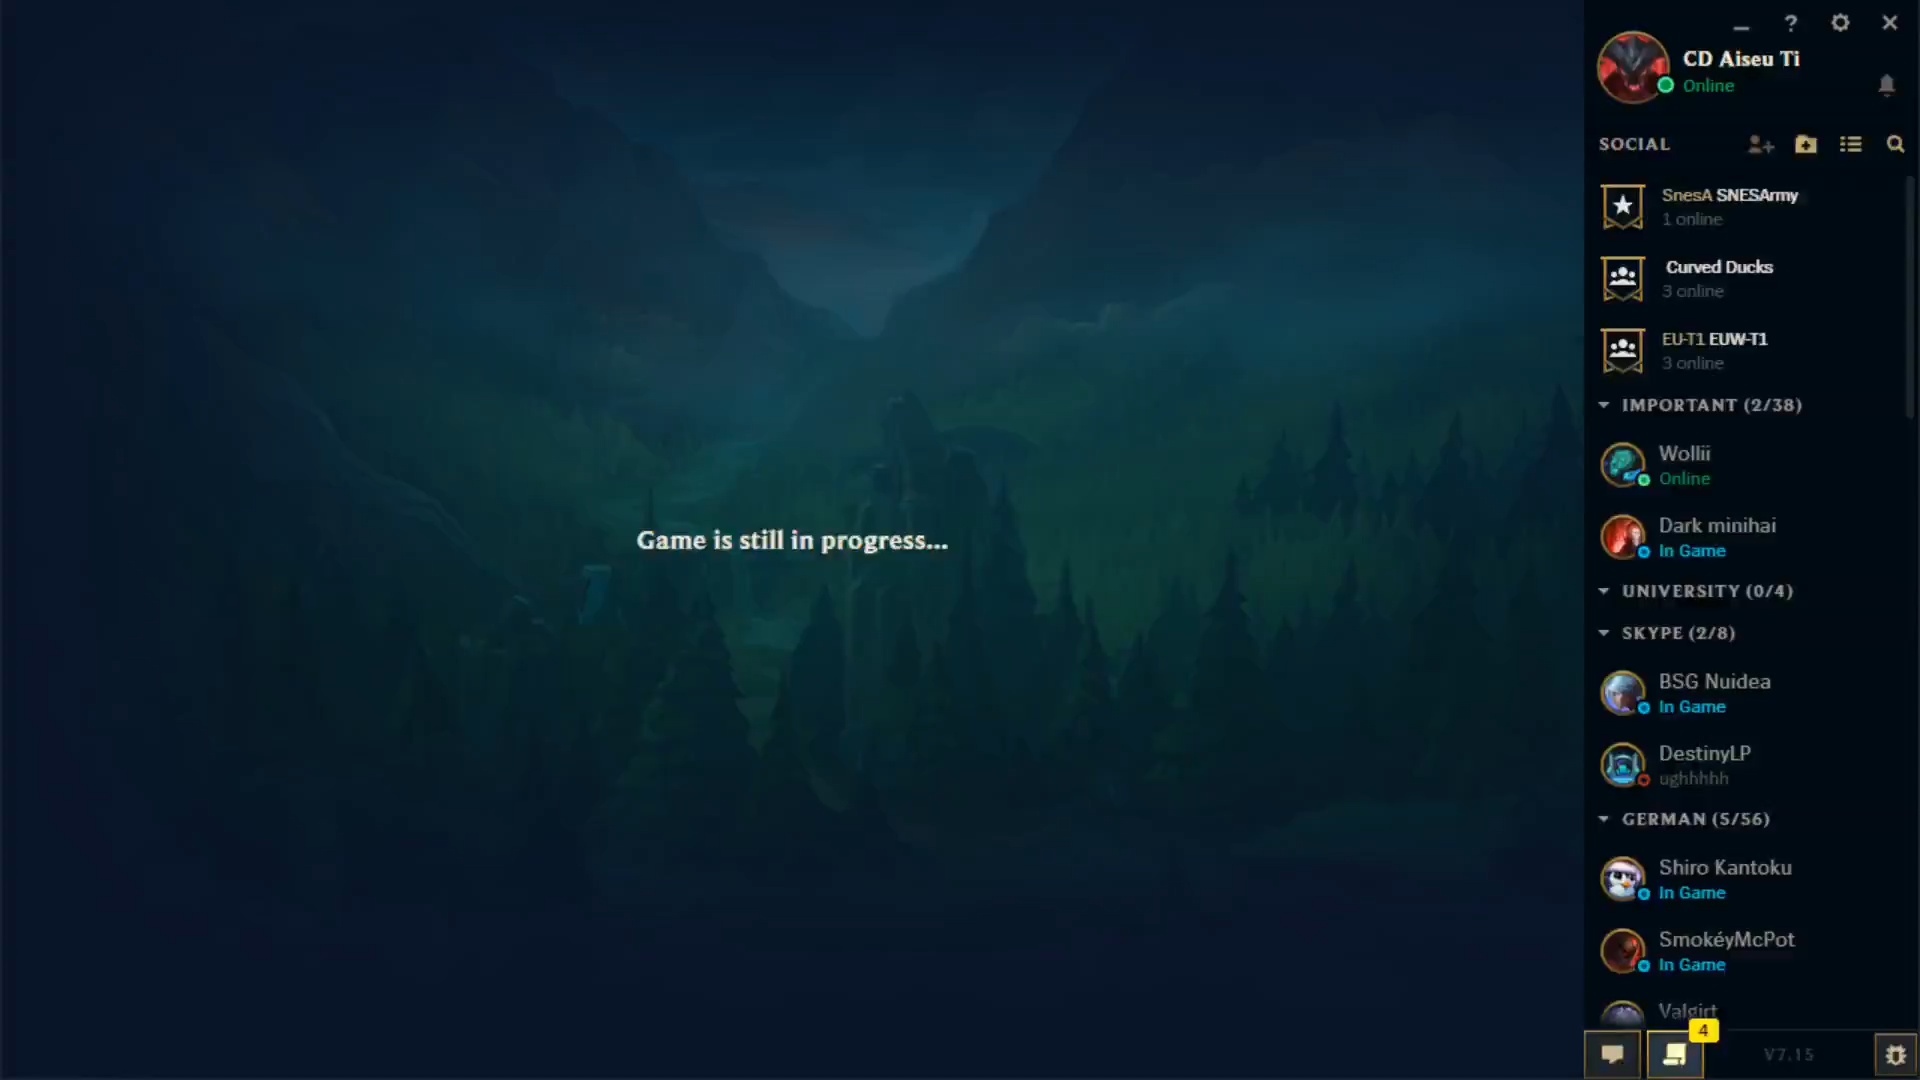 CD Aiseu Ti
Online
SOCIAL
SnesA SNESArmy
1 online
Curved Ducks
3 online
EU-T1 EUW-T1
3 online
IMPORTANT (2/38)
Wollii
Online
Dark minihai
In Game
UNIVERSITY (0/4)
SKYPE (2/8)
BSG Nuidea
In Game
DestinyLP
ughhhhh
GERMAN (5/56)
Shiro Kantoku
In Game
SmokéyMcPot
In Game
Valgirt
4
V7.15
Game is still in progress...